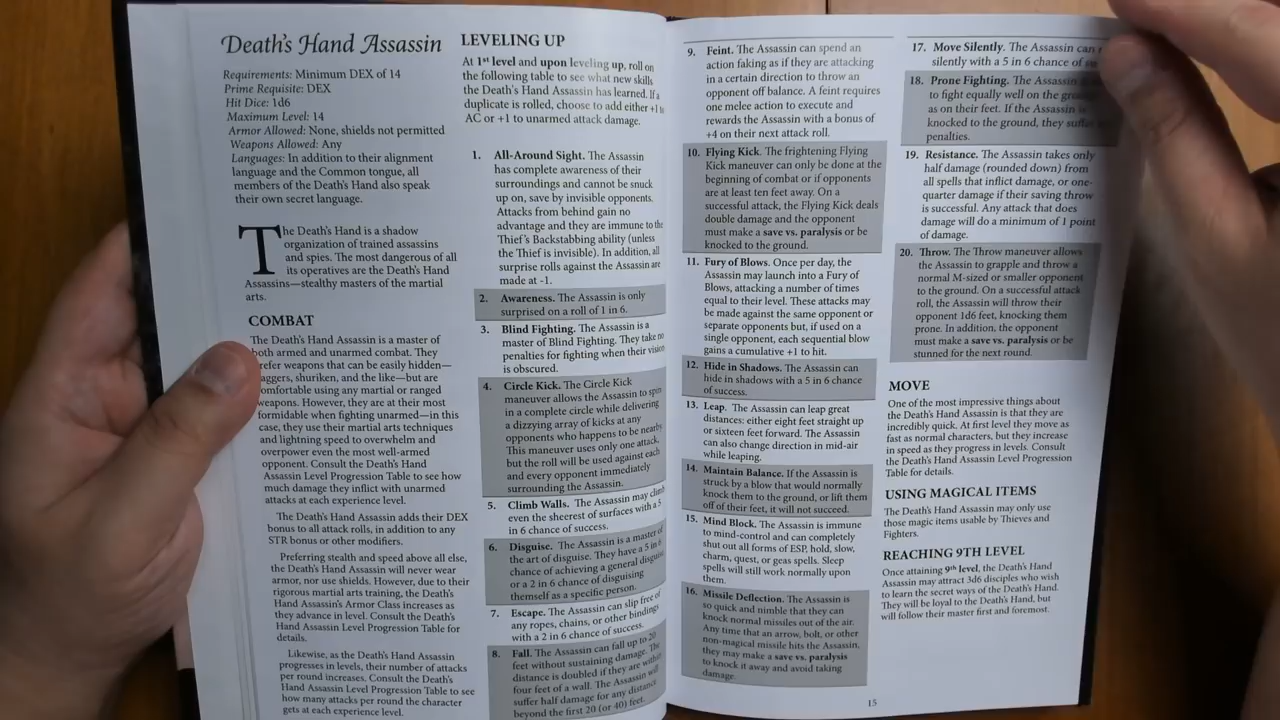 Death's Hand Assassin
Requirements: Minimum DEX of 14
Prime Requisite: DEX
Hit Dice: 1d6
Maximum Level: 14
Armor Allowed: None, shields not permitted
Weapons Allowed: Any
Languages: In addition to their alignment
language and the Common tongue, all
members of the Death's Hand also speak
their own secret language.
The Death's Hand is a shadow
organization of trained assassins
and spies. The most dangerous of all
its operatives are the Death's Hand
Assassins—stealthy masters of the martial
arts.
COMBAT
The Death's Hand Assassin is a master of
both armed and unarmed combat. They
prefer weapons that can be easily hidden—
daggers, shuriken, and the like—but are
comfortable using any martial or ranged
weapons. However, they are at their most
formidable when fighting unarmed—in this
case, they use their martial arts techniques
and lightning speed to overwhelm and
overpower even the most well-armed
opponent. Consult the Death's Hand
Assassin Level Progression Table to see how
much damage they inflict with unarmed
attacks at each experience level.
The Death's Hand Assassin adds their DEX
bonus to all attack rolls, in addition to any
STR bonus or other modifiers.
Preferring stealth and speed above all else,
the Death's Hand Assassin will never wear
armor, nor use shields. However, due to their
rigorous martial arts training, the Death's
Hand Assassin's Armor Class increases as
they advance in level. Consult the Death's
Hand Assassin Level Progression Table for
details.
Likewise, as the Death's Hand Assassin
progresses in levels, their number of attacks
per round increases. Consult the Death's
Hand Assassin Level Progression Table to see
how many attacks per round the character
gets at each experience level.
LEVELING UP
At 1st level and upon leveling up, roll on
the following table to see what new skills
the Death's Hand Assassin has learned. If a
duplicate is rolled, choose to add either +1 to
AC or +1 to unarmed attack damage.
1. All-Around Sight. The Assassin
has complete awareness of their
surroundings and cannot be snuck
up on, save by invisible opponents.
Attacks from behind gain no
advantage and they are immune to the
Thief's Backstabbing ability (unless
the Thief is invisible). In addition, all
surprise rolls against the Assassin are
made at -1.
2. Awareness. The Assassin is only
surprised on a roll of 1 in 6.
3. Blind Fighting. The Assassin is a
master of Blind Fighting. They take no
penalties for fighting when their vision
is obscured.
4. Circle Kick. The Circle Kick
maneuver allows the Assassin to spin
in a complete circle while delivering
a dizzying array of kicks at any
opponents who happens to be nearby.
This maneuver uses only one attack,
but the roll will be used against each
and every opponent immediately
surrounding the Assassin.
5. Climb Walls. The Assassin may climb
even the sheerest of surfaces with a 5
in 6 chance of success.
6. Disguise. The Assassin is a master of
the art of disguise. They have a 5 in 6
chance of achieving a general disguise
or a 2 in 6 chance of disguising
themself as a specific person.
7. Escape. The Assassin can slip free of
any ropes, chains, or other bindings
with a 2 in 6 chance of success.
8. Fall. The Assassin can fall up to 20
feet without sustaining damage. The
distance is doubled if they are within
four feet of a wall. The Assassin will
suffer half damage for any distance
beyond the first 20 (or 40) feet.
9. Feint. The Assassin can spend an
action faking as if they are attacking
in a certain direction to throw an
opponent off balance. A feint requires
one melee action to execute and
rewards the Assassin with a bonus of
+4 on their next attack roll.
10. Flying Kick. The frightening Flying
Kick maneuver can only be done at the
beginning of combat or if opponents
are at least ten feet away. On a
successful attack, the Flying Kick deals
double damage and the opponent
must make a save vs. paralysis or be
knocked to the ground.
11. Fury of Blows. Once per day, the
Assassin may launch into a Fury of
Blows, attacking a number of times
equal to their level. These attacks may
be made against the same opponent or
separate opponents but, if used on a
single opponent, each sequential blow
gains a cumulative +1 to hit.
12. Hide in Shadows. The Assassin can
hide in shadows with a 5 in 6 chance
of success.
13. Leap. The Assassin can leap great
distances: either eight feet straight up
or sixteen feet forward. The Assassin
can also change direction in mid-air
while leaping.
14. Maintain Balance. If the Assassin is
struck by a blow that would normally
knock them to the ground, or lift them
off of their feet, it will not succeed.
15. Mind Block. The Assassin is immune
to mind-control and can completely
shut out all forms of ESP, hold, slow,
charm, quest, or geas spells. Sleep
spells will still work normally upon
them.
16. Missile Deflection. The Assassin is
so quick and nimble that they can
knock normal missiles out of the air.
Any time that an arrow, bolt, or other
non-magical missile hits the Assassin,
they may make a save vs. paralysis
to knock it away and avoid taking
damage.
17. Move Silently. The Assassin can
silently with a 5 in 6 chance of
18. Prone Fighting. The Assassin
to fight equally well on the ground
as on their feet. If the Assassin is
knocked to the ground, they suffer
penalties.
19. Resistance. The Assassin takes only
half damage (rounded down) from
all spells that inflict damage, or one-
quarter damage if their saving throw
is successful. Any attack that does
damage will do a minimum of 1 point
of damage.
20. Throw. The Throw maneuver allows
the Assassin to grapple and throw a
normal M-sized or smaller opponent
to the ground. On a successful attack
roll, the Assassin will throw their
opponent 1d6 feet, knocking them
prone. In addition, the opponent
must make a save vs. paralysis or be
stunned for the next round.
MOVE
One of the most impressive things about
the Death's Hand Assassin is that they are
incredibly quick. At first level they move as
fast as normal characters, but they increase
in speed as they progress in levels. Consult
the Death's Hand Assassin Level Progression
Table for details.
USING MAGICAL ITEMS
The Death's Hand Assassin may only use
those magic items usable by Thieves and
Fighters.
REACHING 9TH LEVEL
Once attaining 9th level, the Death's Hand
Assassin may attract 3d6 disciples who wish
to learn the secret ways of the Death's Hand.
They will be loyal to the Death's Hand, but
will follow their master first and foremost.
15